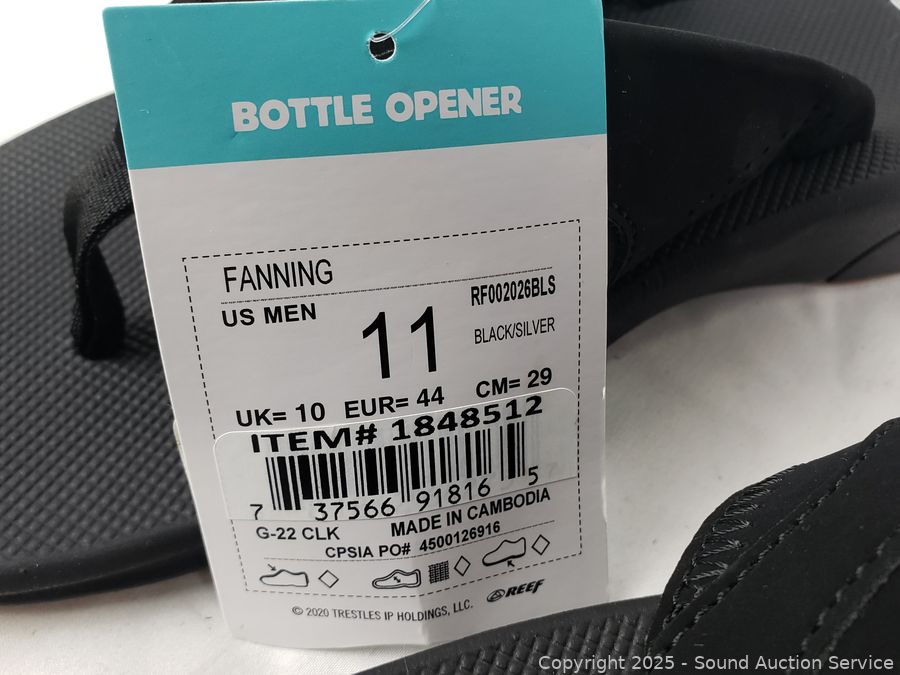 BOTTLE OPENER
FANNING
RF002026BLS
US MEN
11
BLACK/SILVER
UK= 10 EUR= 44 CM= 29
ITEM# 1848512
7 37566 91816 5
G-22 CLK
MADE IN CAMBODIA
CPSIA PO# 4500126916
© 2020 TRESTLES IP HOLDINGS, LLC.
REEF
Copyright 2025 - Sound Auction Service